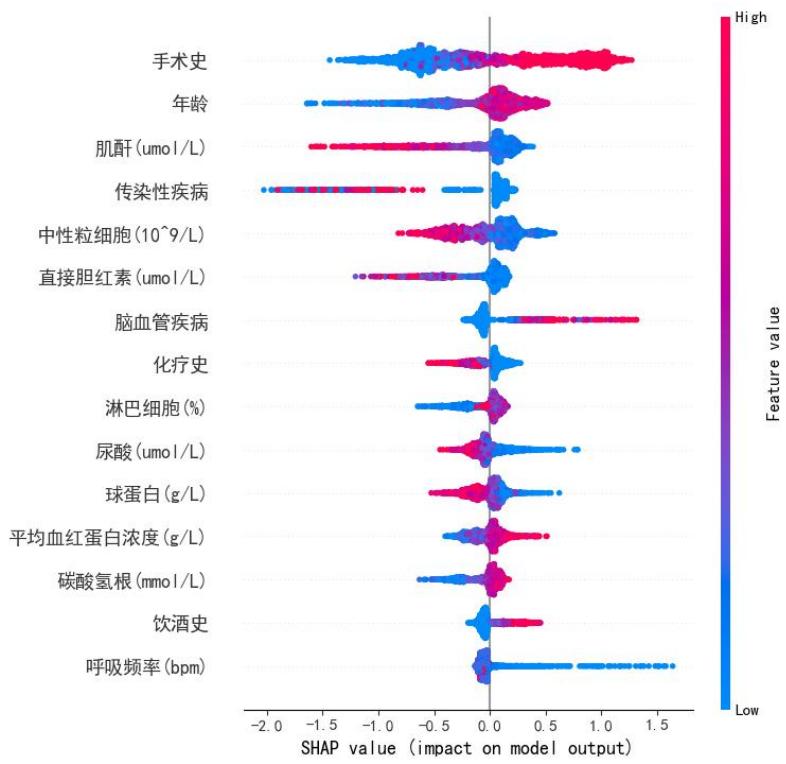 High
手术史
年龄
肌酐(umol/L)
传染性疾病
中性粒细胞(10^9/L)
直接胆红素(umol/L)
脑血管疾病
化疗史
淋巴细胞(%)
尿酸(umol/L)
球蛋白(g/L)
平均血红蛋白浓度(g/L)
碳酸氢根(mmol/L)
饮酒史
呼吸频率(bpm)
Feature value
Low
-2.0 -1.5 -1.0 -0.5 0.0 0.5 1.0 1.5
SHAP value (impact on model output)